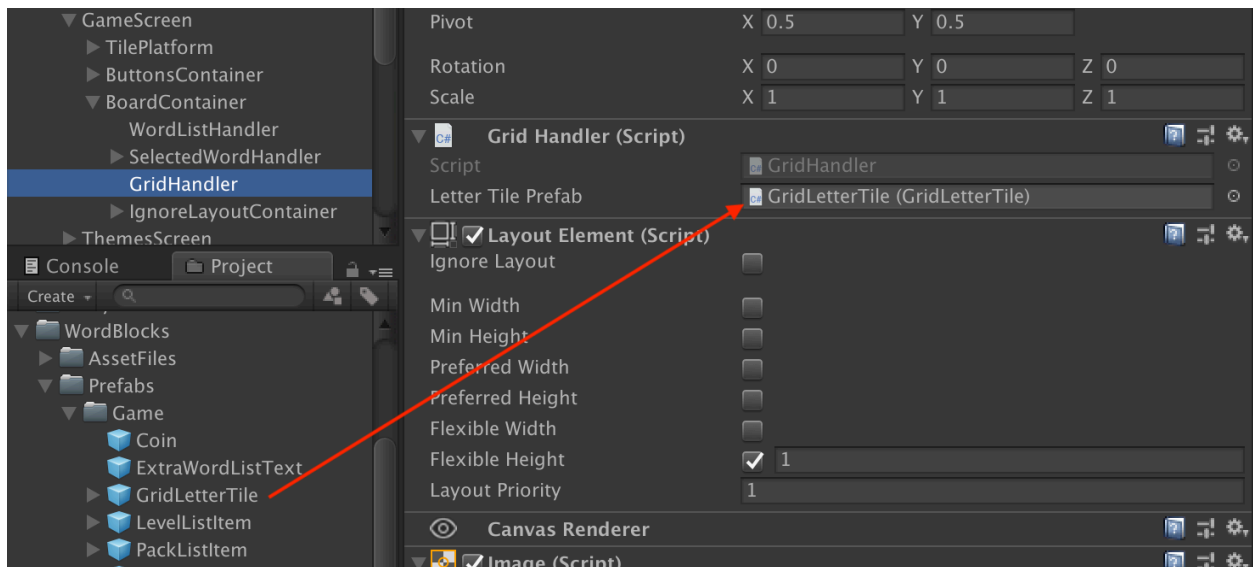 GameScreen
TilePlatform
ButtonsContainer
BoardContainer
WordListHandler
SelectedWordHandler
GridHandler
IgnoreLayoutContainer
ThemesScreen
Console Project
Create
WordBlocks
AssetFiles
Prefabs
Game
Coin
ExtraWordListText
GridLetterTile
LevelListItem
PackListItem
Pivot X 0.5 Y 0.5
Rotation X 0 Y 0 Z 0
Scale X 1 Y 1 Z 1
C# Grid Handler (Script)
Script C# GridHandler
Letter Tile Prefab C# GridLetterTile (GridLetterTile)
Layout Element (Script)
Ignore Layout
Min Width
Min Height
Preferred Width
Preferred Height
Flexible Width
Flexible Height 1
Layout Priority 1
Canvas Renderer
Image (Script)